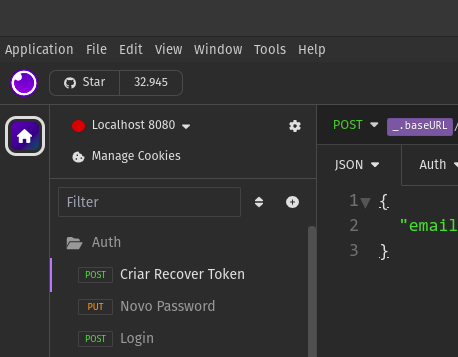 Application File Edit View Window Tools Help
Star 32.945
Localhost 8080
POST _.baseURL/
Manage Cookies
JSON Auth
Filter
1 {
2 "email
3 }
Auth
POST Criar Recover Token
PUT Novo Password
POST Login